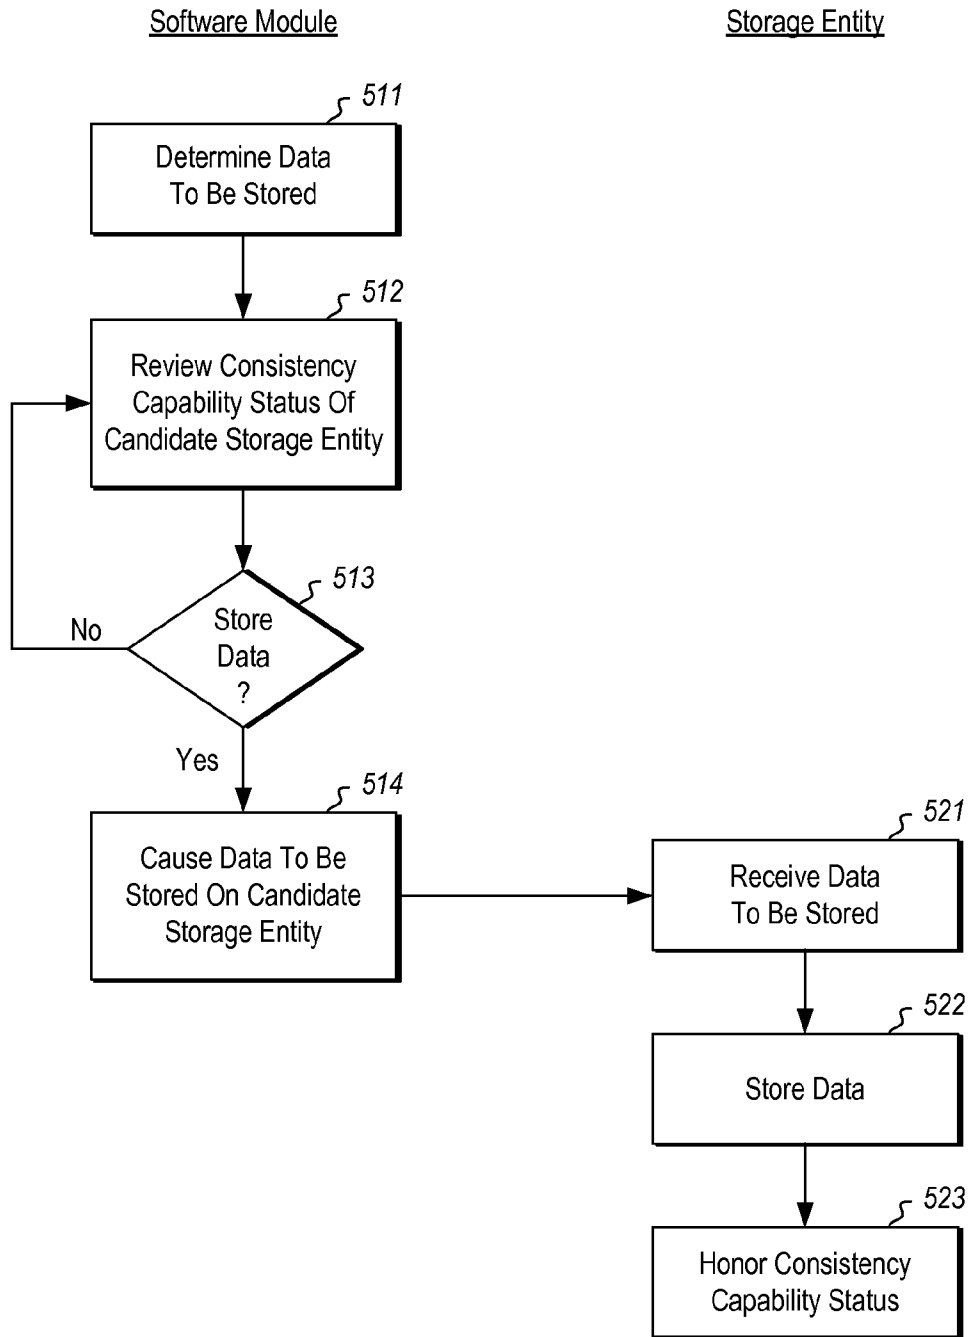 Software Module
Storage Entity
511
Determine Data
To Be Stored
512
Review Consistency
Capability Status Of
Candidate Storage Entity
513
Store
Data
?
No
Yes
514
Cause Data To Be
Stored On Candidate
Storage Entity
521
Receive Data
To Be Stored
522
Store Data
523
Honor Consistency
Capability Status